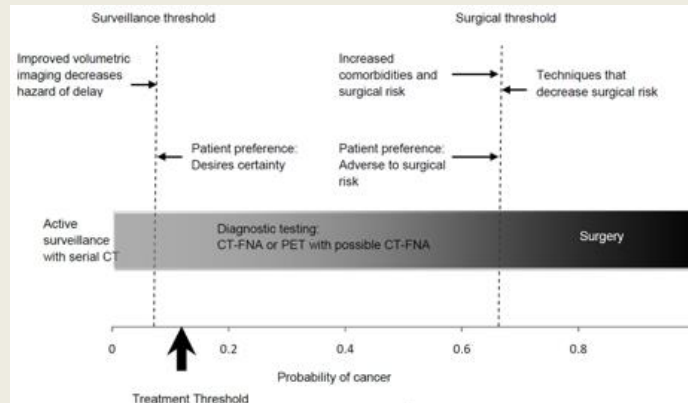 Surveillance threshold
Surgical threshold
Improved volumetric
imaging decreases
hazard of delay
Increased
comorbidities and
surgical risk
Techniques that
decrease surgical risk
Patient preference:
Desires certainty
Patient preference:
Adverse to surgical
risk
Active
surveillance
with serial CT
Diagnostic testing:
CT-FNA or PET with possible CT-FNA
Surgery
0
0.2
0.4
0.6
0.8
Probability of cancer
Treatment Threshold